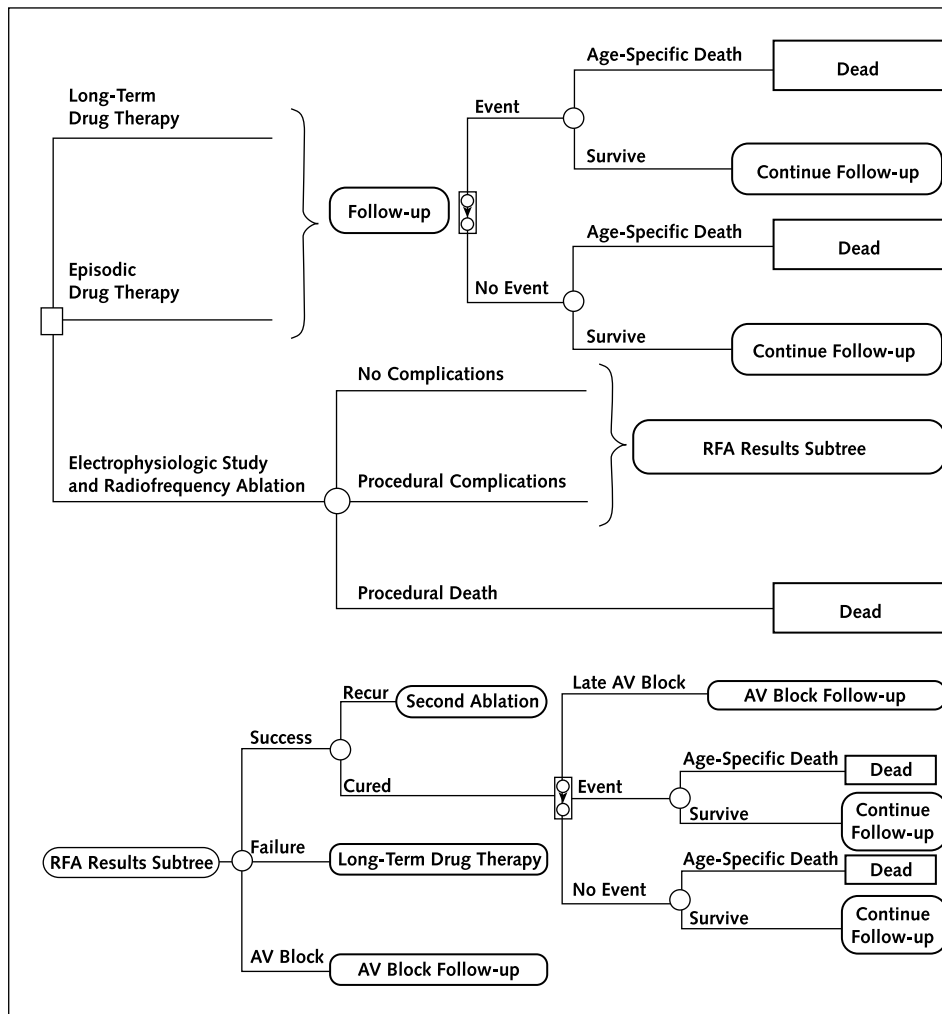 Age-Specific Death
Dead
Long-Term
Drug Therapy
Event
Survive
Continue Follow-up
Follow-up
Age-Specific Death
Dead
Episodic
Drug Therapy
No Event
Survive
Continue Follow-up
No Complications
RFA Results Subtree
Electrophysiologic Study
and Radiofrequency Ablation
Procedural Complications
Procedural Death
Dead
Late AV Block
AV Block Follow-up
Recur
Second Ablation
Success
Age-Specific Death
Dead
Cured
Event
Survive
Continue
Follow-up
RFA Results Subtree
Failure
Long-Term Drug Therapy
Age-Specific Death
Dead
No Event
Survive
Continue
Follow-up
AV Block
AV Block Follow-up